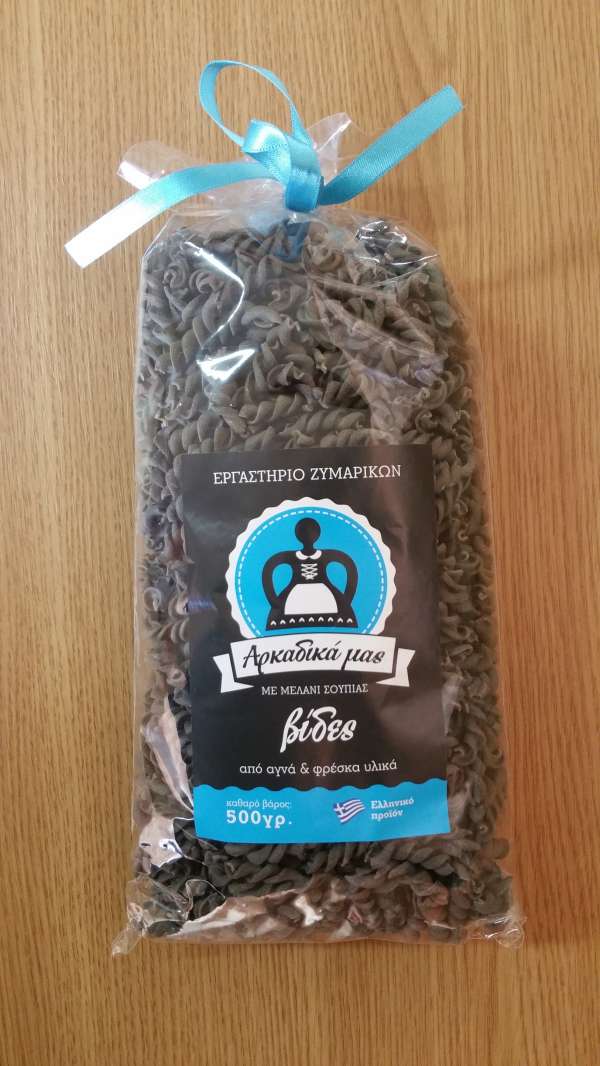 ΕΡΓΑΣΤΗΡΙΟ ΖΥΜΑΡΙΚΩΝ
Αρκαδικά μας
ΜΕ ΜΕΛΑΝΙ ΣΟΥΠΙΑΣ
βίδες
από αγνά & φρέσκα υλικά
καθαρό βάρος:
500γρ.
Ελληνικό
προϊόν